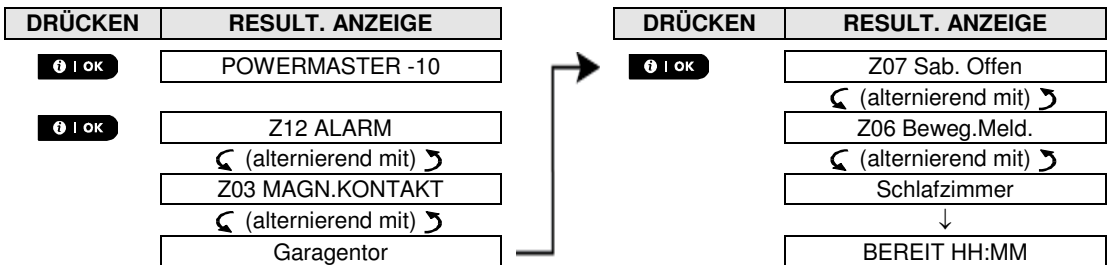 DRÜCKEN RESULT. ANZEIGE
i | OK POWERMASTER -10
i | OK Z12 ALARM
(alternierend mit)
Z03 MAGN.KONTAKT
(alternierend mit)
Garagentor
DRÜCKEN RESULT. ANZEIGE
i | OK Z07 Sab. Offen
(alternierend mit)
Z06 Beweg.Meld.
(alternierend mit)
Schlafzimmer
↓
BEREIT HH:MM